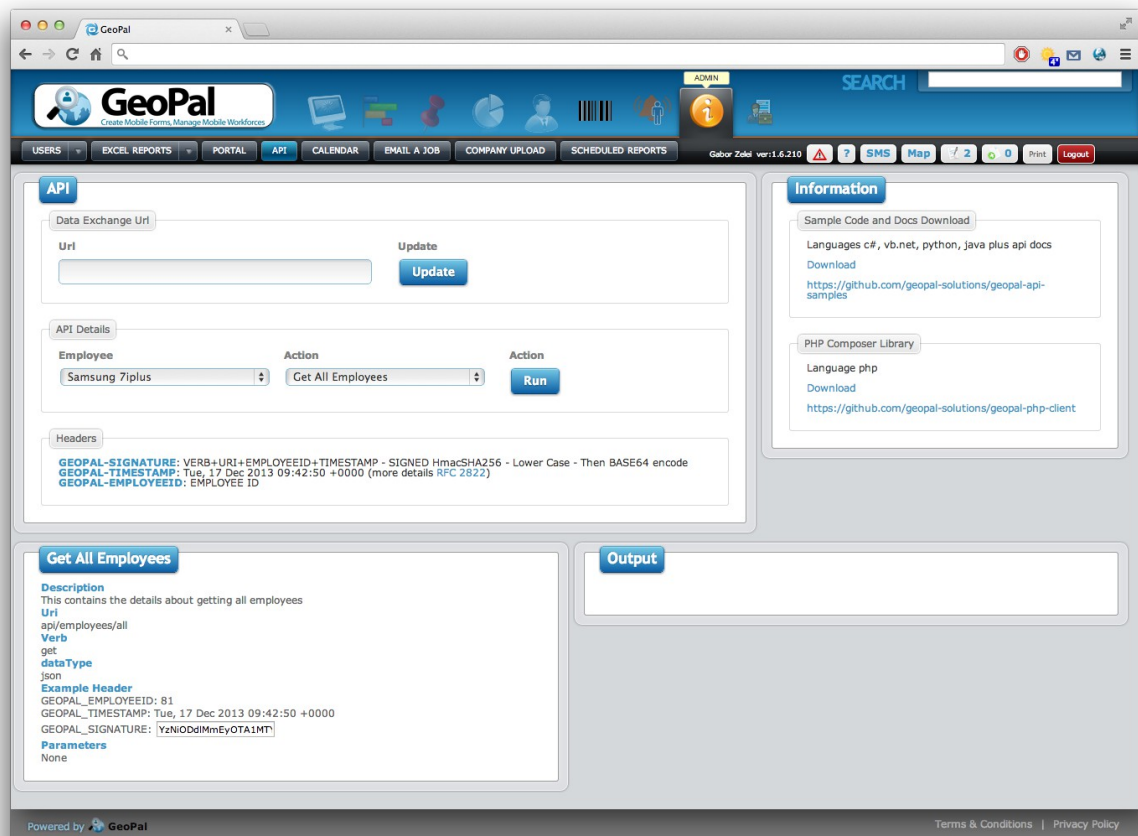 GeoPal
ADMIN
SEARCH
GeoPal
Create Mobile Forms, Manage Mobile Workforces
USERS EXCEL REPORTS PORTAL API CALENDAR EMAIL A JOB COMPANY UPLOAD SCHEDULED REPORTS Gabor Zelei ver:1.6.210 ? SMS Map 2 0 Print Logout
API
Data Exchange Url
Url Update
Update
API Details
Employee Action Action
Samsung 7iplus Get All Employees Run
Headers
GEOPAL-SIGNATURE: VERB+URI+EMPLOYEEID+TIMESTAMP - SIGNED HmacSHA256 - Lower Case - Then BASE64 encode
GEOPAL-TIMESTAMP: Tue, 17 Dec 2013 09:42:50 +0000 (more details RFC 2822)
GEOPAL-EMPLOYEEID: EMPLOYEE ID
Information
Sample Code and Docs Download
Languages c#, vb.net, python, java plus api docs
Download
https://github.com/geopal-solutions/geopal-api-
samples
PHP Composer Library
Language php
Download
https://github.com/geopal-solutions/geopal-php-client
Get All Employees
Description
This contains the details about getting all employees
Uri
api/employees/all
Verb
get
dataType
json
Example Header
GEOPAL_EMPLOYEEID: 81
GEOPAL_TIMESTAMP: Tue, 17 Dec 2013 09:42:50 +0000
GEOPAL_SIGNATURE:
Parameters
None
Output
Powered by GeoPal
Terms & Conditions | Privacy Policy